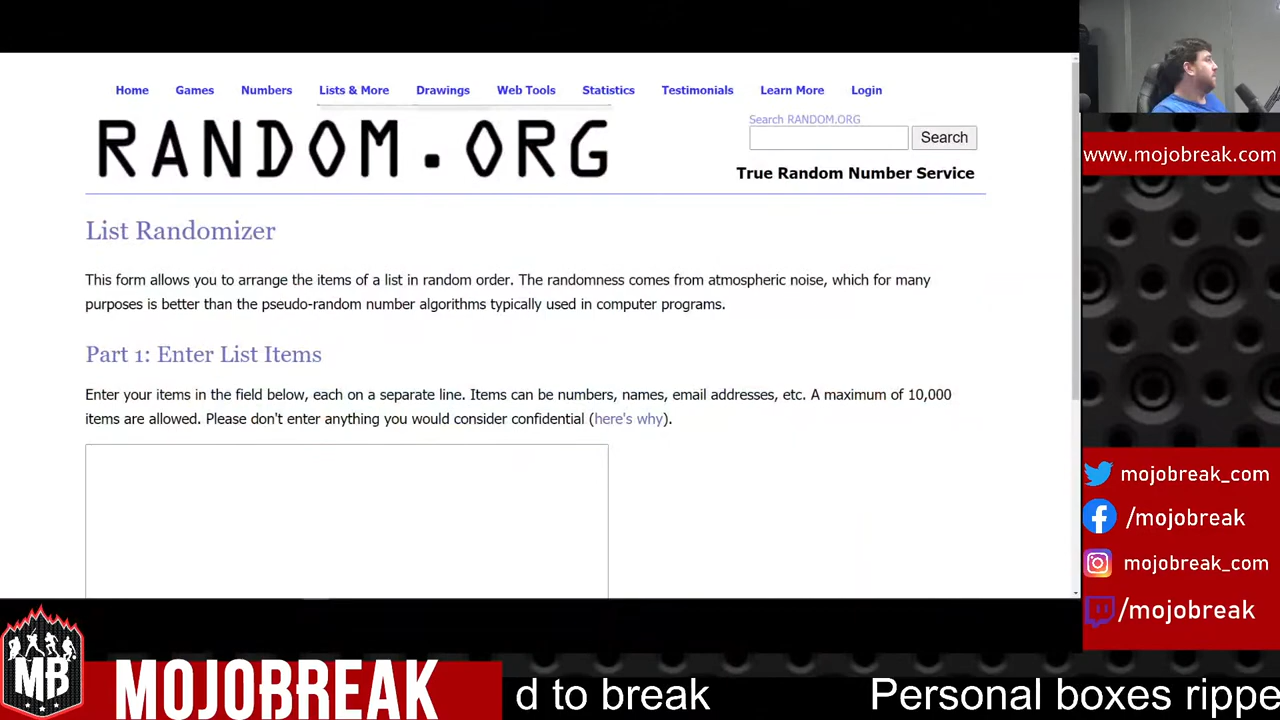 Home Games Numbers Lists & More Drawings Web Tools Statistics Testimonials Learn More Login
RANDOM.ORG
Search RANDOM.ORG
Search
True Random Number Service
List Randomizer
This form allows you to arrange the items of a list in random order. The randomness comes from atmospheric noise, which for many
purposes is better than the pseudo-random number algorithms typically used in computer programs.
Part 1: Enter List Items
Enter your items in the field below, each on a separate line. Items can be numbers, names, email addresses, etc. A maximum of 10,000
items are allowed. Please don't enter anything you would consider confidential (here's why).
www.mojobreak.com
mojobreak_com
/mojobreak
mojobreak_com
/mojobreak
MB
MOJOBREAK
d to break Personal boxes rippe